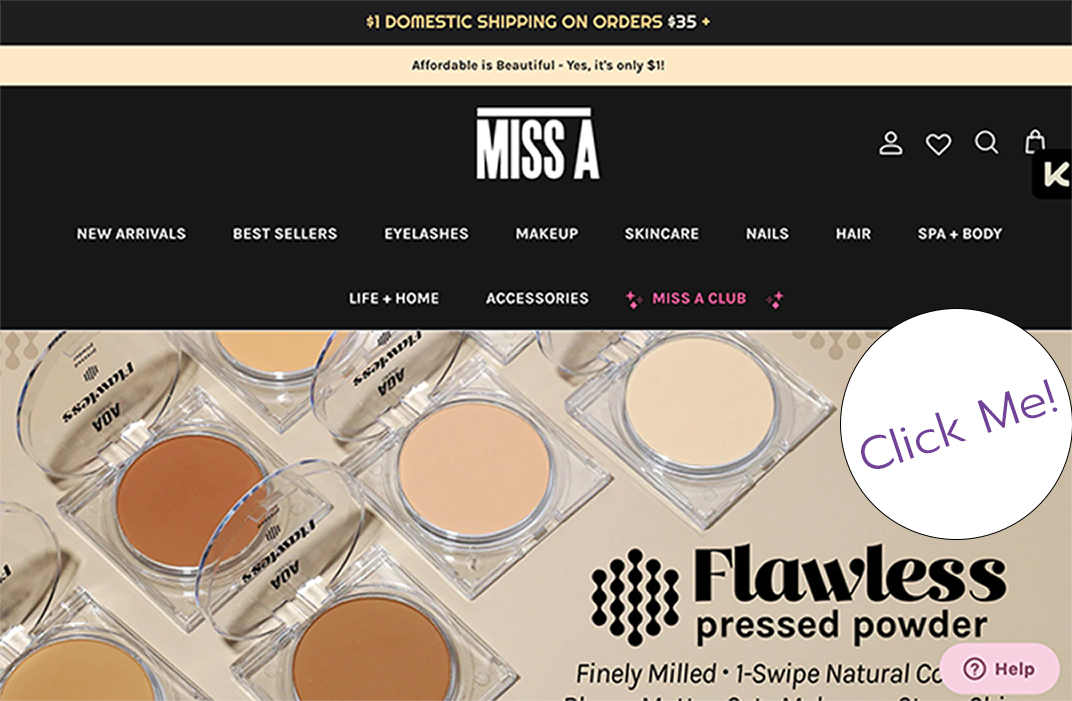 $1 DOMESTIC SHIPPING ON ORDERS $35 +
Affordable is Beautiful - Yes, it's only $1!
MISS A
K
NEW ARRIVALS BEST SELLERS EYELASHES MAKEUP SKINCARE NAILS HAIR SPA + BODY
LIFE + HOME ACCESSORIES MISS A CLUB
Flawless
AOA
Flawless
AOA
Click Me!
Flawless
AOA
Flawless
pressed powder
Finely Milled • 1-Swipe Natural Co
Help